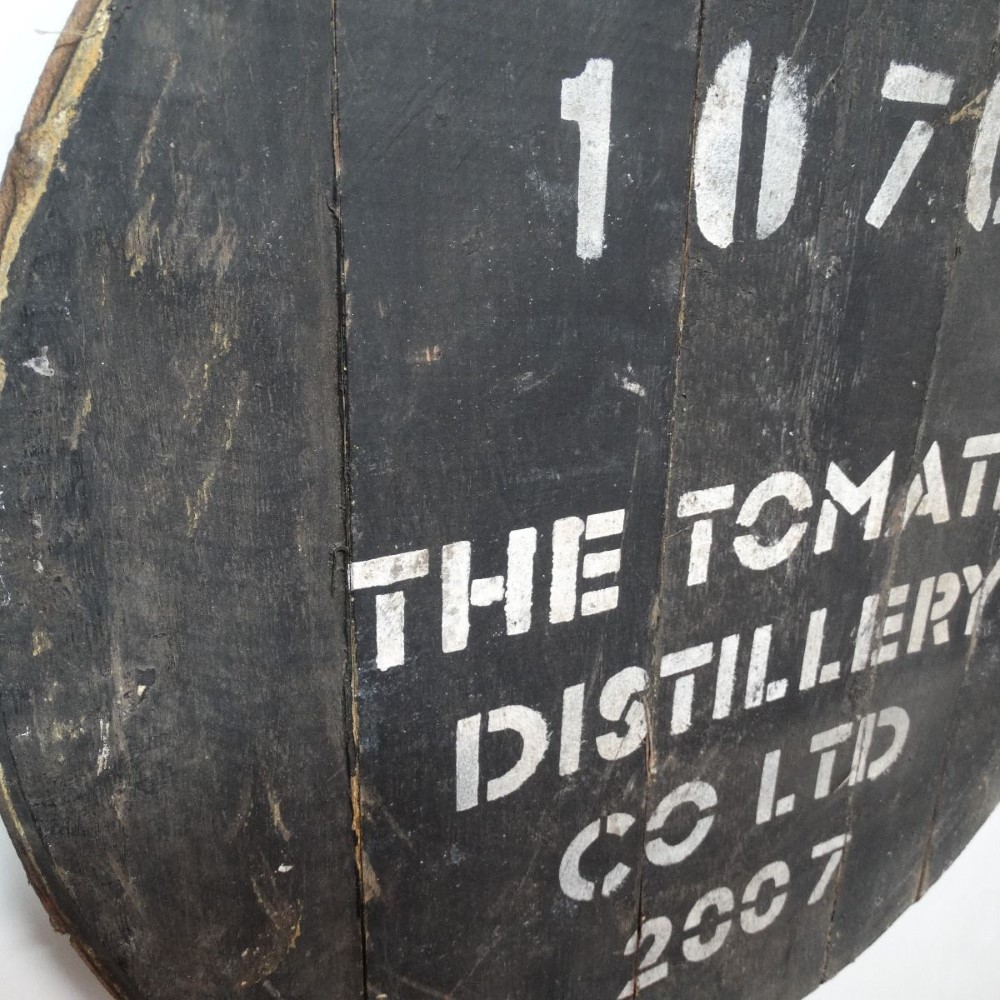 107
THE TOMAT
DISTILLERY
CO LTD
2007